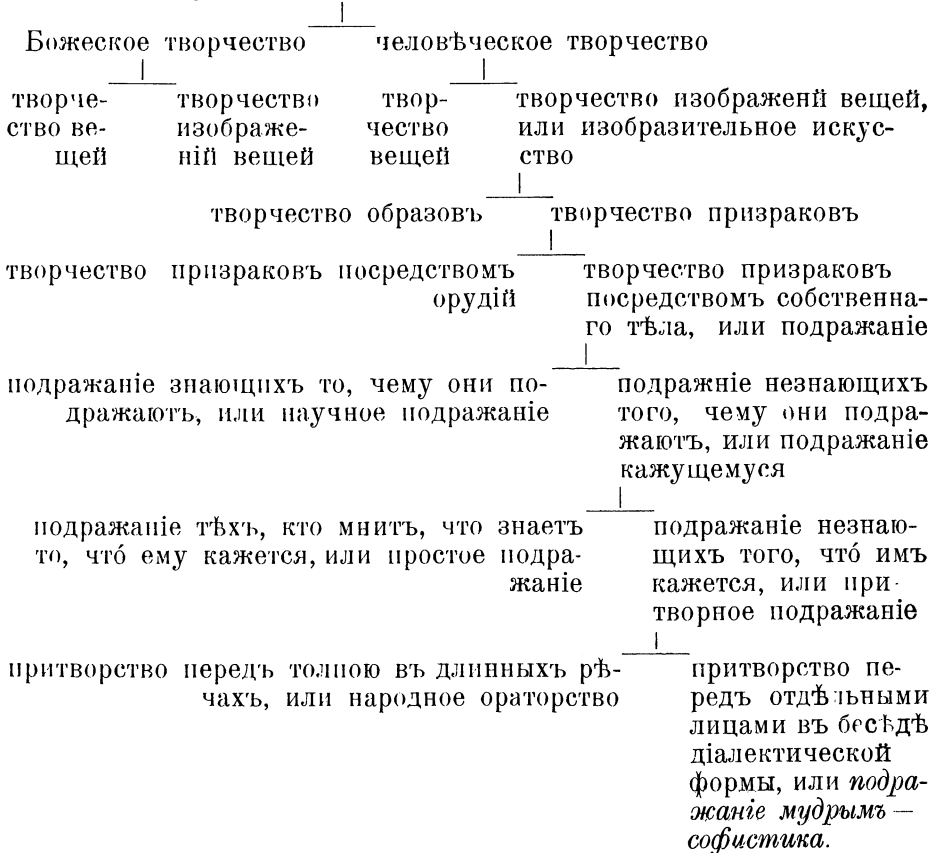 Божеское творчество человѣческое творчество
творче- творчество твор- творчество изображенй вещей,
ство ве- изображе- чество или изобразительное искус-
щей ній вещей вещей ство
творчество образовъ творчество призраковъ
творчество призраковъ посредствомъ творчество призраковъ
орудій посредствомъ собственна-
го тѣла, или подражаніе
подражаніе знающихъ то, чему они по- подражніе незнающихъ
дражаютъ, или научное подражаніе того, чему они подра-
жаютъ, или подражаніе
кажущемуся
подражаніе тѣхъ, кто мнитъ, что знаетъ подражаніе незнаю-
то, что́ ему кажется, или простое подра- щихъ того, что́ имъ
жаніе кажется, или при-
творное подражаніе
притворство передъ толпою въ длинныхъ рѣ- притворство пе-
чахъ, или народное ораторство редъ отдѣльными
лицами въ бесѣдѣ
діалектической
формы, или подра-
жаніе мудрымъ —
софистика.